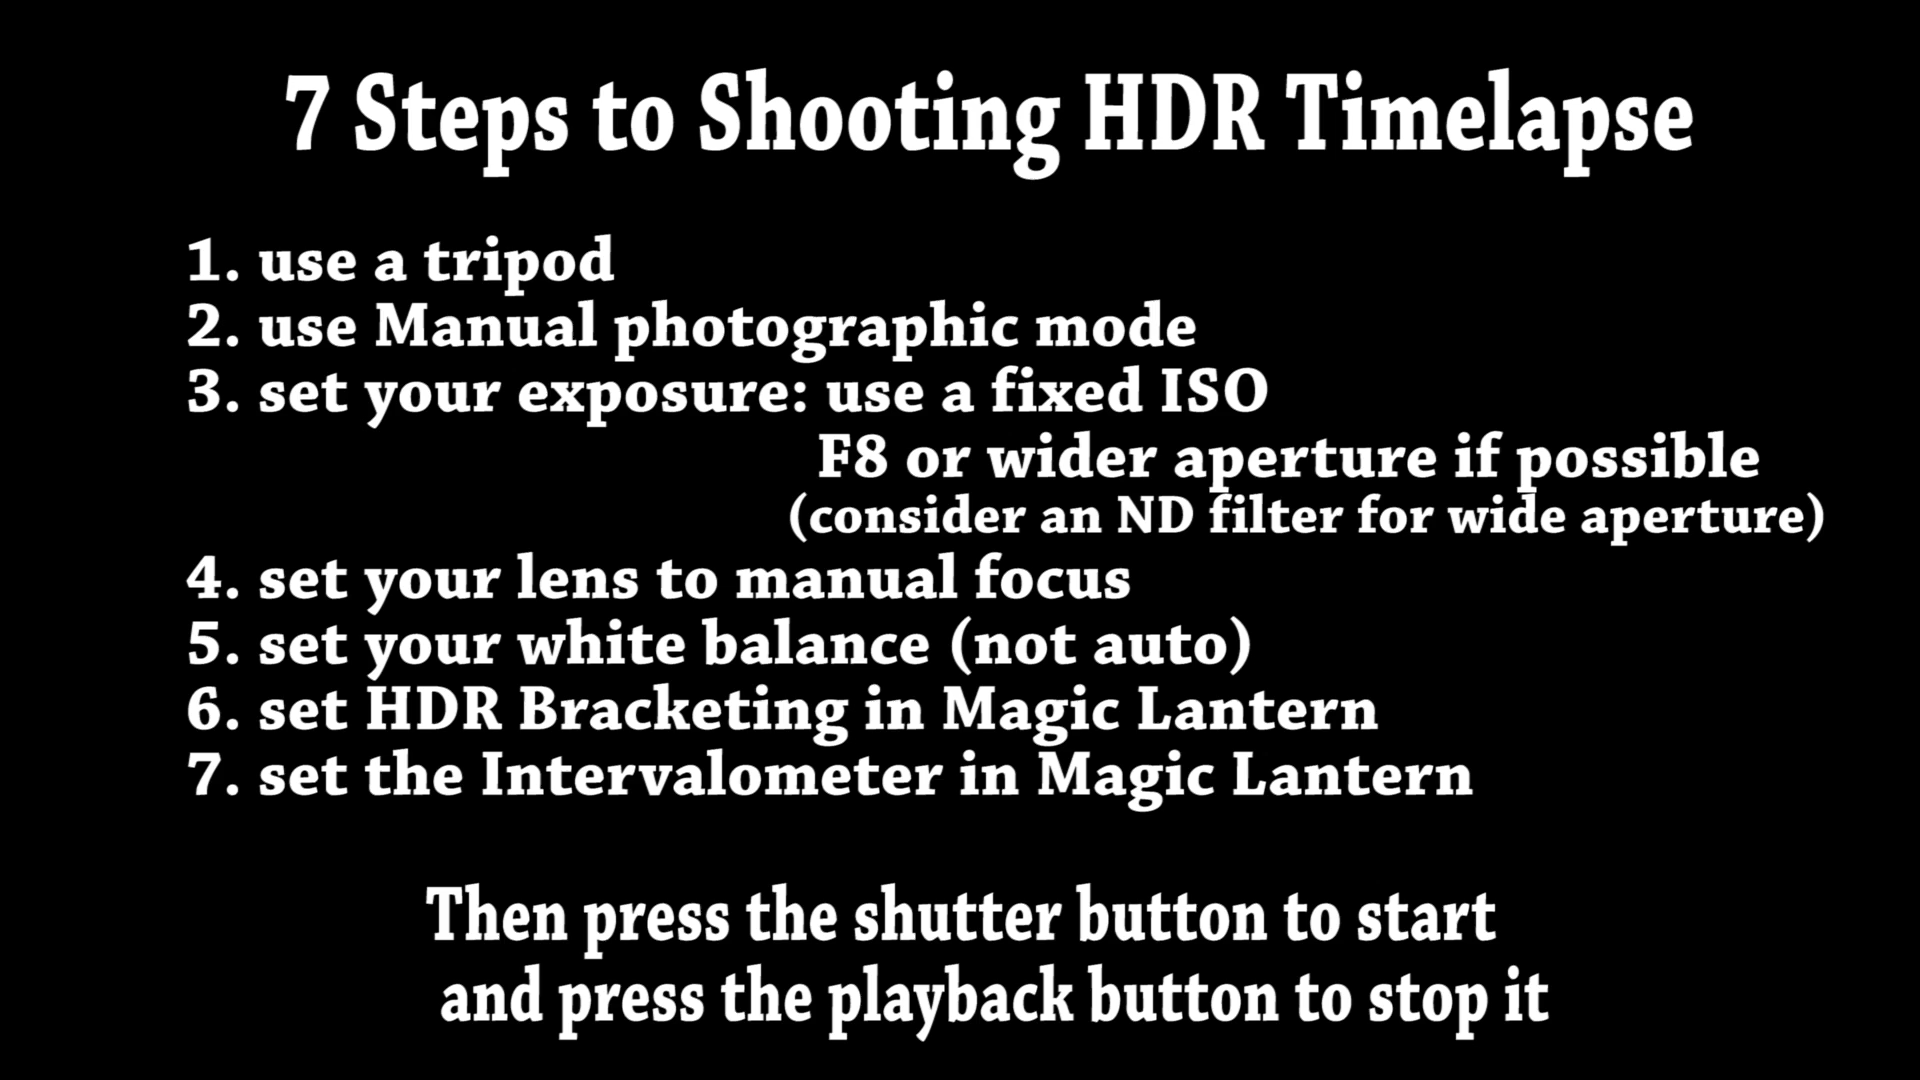 7 Steps to Shooting HDR Timelapse
1. use a tripod
2. use Manual photographic mode
3. set your exposure: use a fixed ISO
F8 or wider aperture if possible
(consider an ND filter for wide aperture)
4. set your lens to manual focus
5. set your white balance (not auto)
6. set HDR Bracketing in Magic Lantern
7. set the Intervalometer in Magic Lantern
Then press the shutter button to start
and press the playback button to stop it